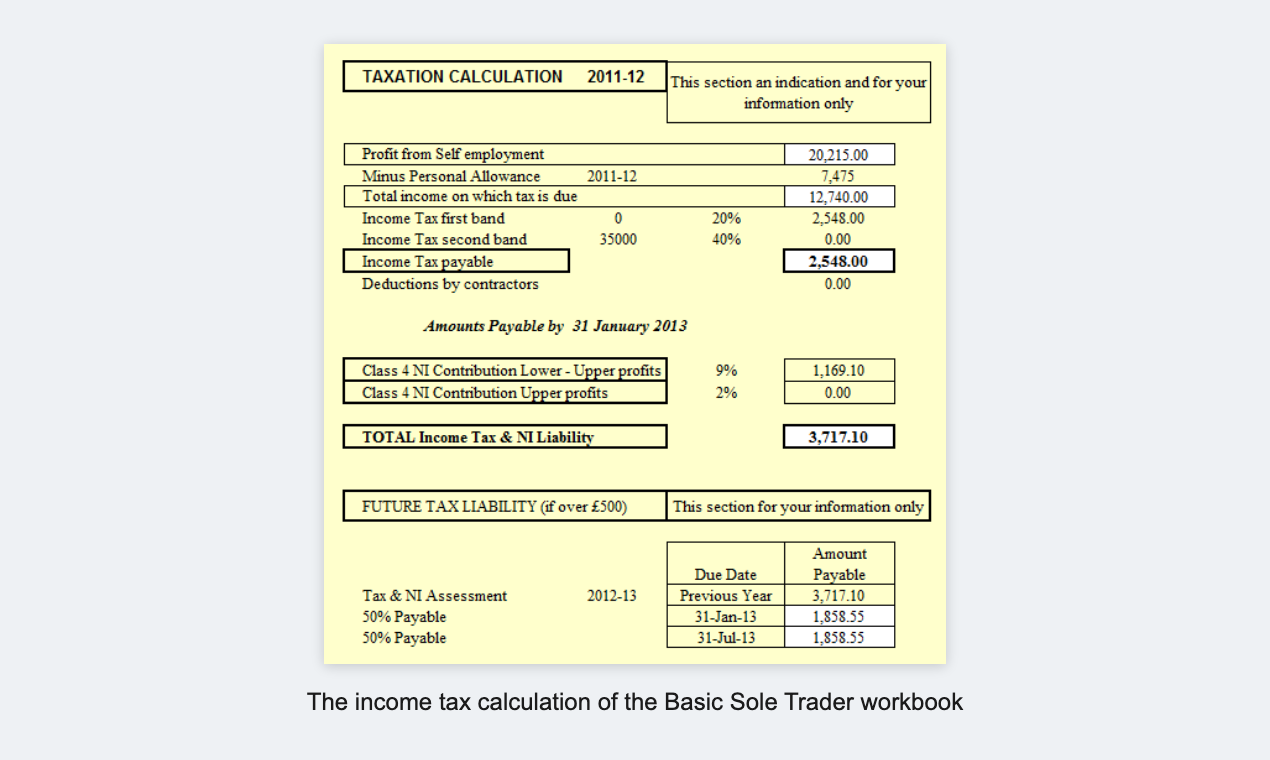 TAXATION CALCULATION 2011-12
This section an indication and for your
information only
Profit from Self employment 20,215.00
Minus Personal Allowance 2011-12 7,475
Total income on which tax is due 12,740.00
Income Tax first band 0 20% 2,548.00
Income Tax second band 35000 40% 0.00
Income Tax payable 2,548.00
Deductions by contractors 0.00
Amounts Payable by 31 January 2013
Class 4 NI Contribution Lower - Upper profits 9% 1,169.10
Class 4 NI Contribution Upper profits 2% 0.00
TOTAL Income Tax & NI Liability 3,717.10
FUTURE TAX LIABILITY (if over £500) This section for your information only
Amount
Due Date Payable
Tax & NI Assessment 2012-13 Previous Year 3,717.10
50% Payable 31-Jan-13 1,858.55
50% Payable 31-Jul-13 1,858.55
The income tax calculation of the Basic Sole Trader workbook